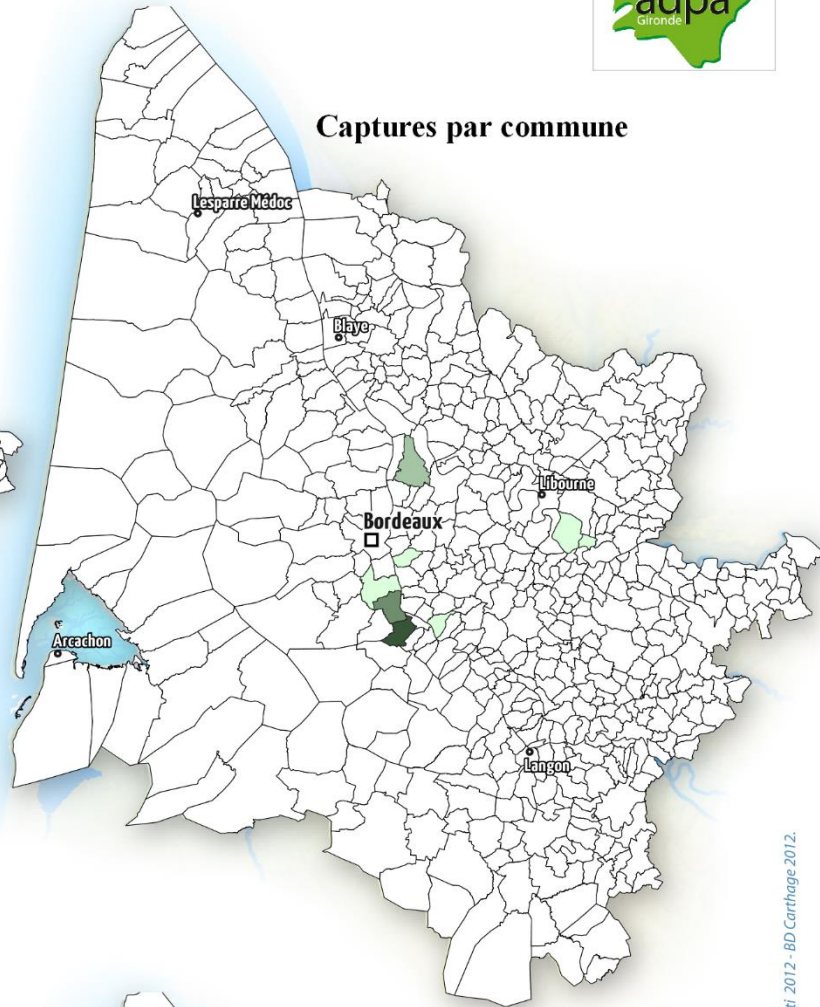 adpa
Gironde
Captures par commune
Lesparre Médoc
Blaye
Libourne
Bordeaux
Arcachon
Langon
2012 - BD Carthage 2012.